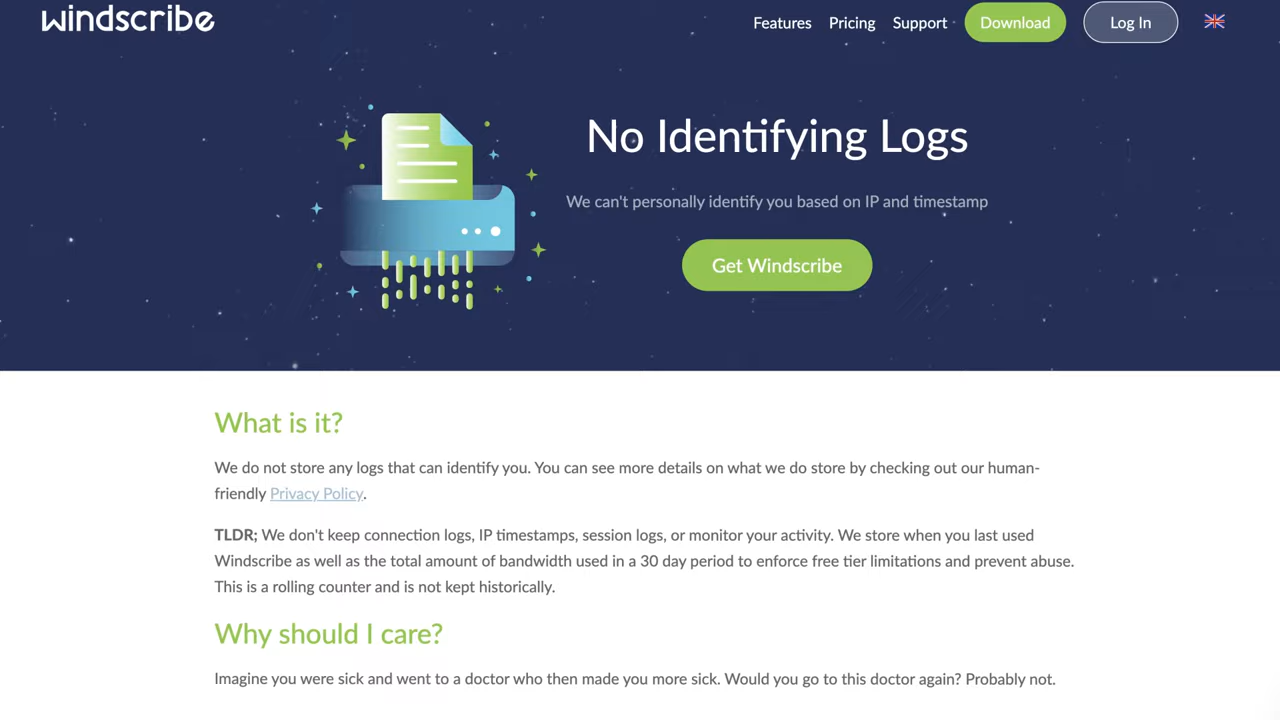 windscribe
Features Pricing Support Download Log In
No Identifying Logs
We can't personally identify you based on IP and timestamp
Get Windscribe
What is it?
We do not store any logs that can identify you. You can see more details on what we do store by checking out our human-
friendly Privacy Policy.
TLDR; We don't keep connection logs, IP timestamps, session logs, or monitor your activity. We store when you last used
Windscribe as well as the total amount of bandwidth used in a 30 day period to enforce free tier limitations and prevent abuse.
This is a rolling counter and is not kept historically.
Why should I care?
Imagine you were sick and went to a doctor who then made you more sick. Would you go to this doctor again? Probably not.